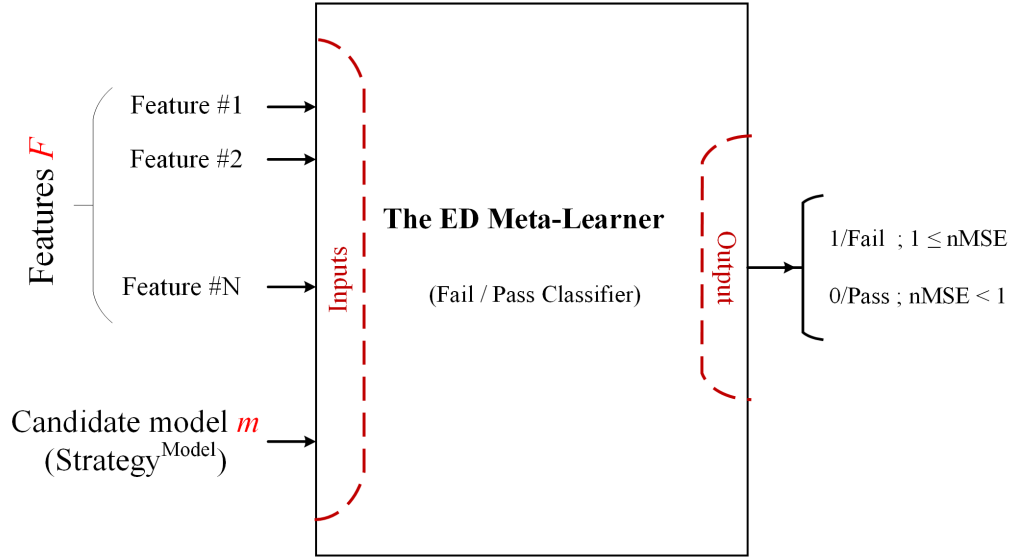 Features F
Feature #1
Feature #2
Feature #N
Candidate model m
(Strategy^Model)
Inputs
The ED Meta-Learner
(Fail / Pass Classifier)
Output
1/Fail ; 1 ≤ nMSE
0/Pass ; nMSE < 1